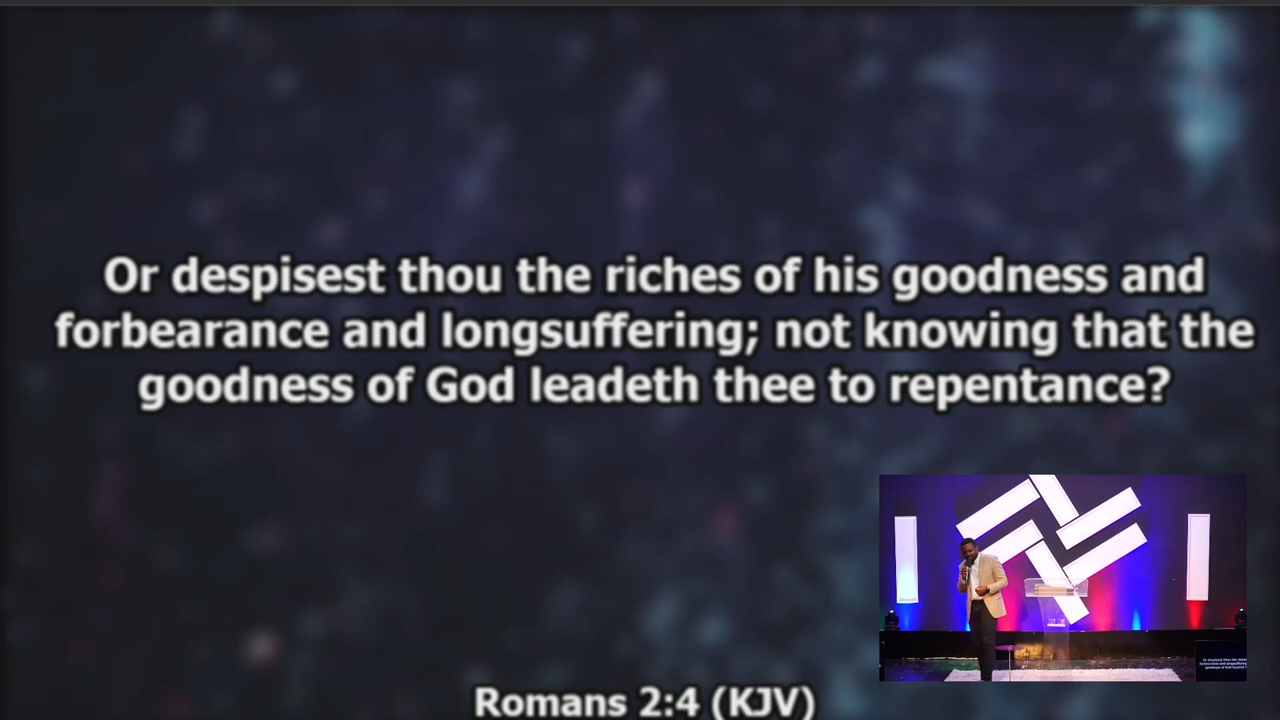 Or despisest thou the riches of his goodness and
forbearance and longsuffering; not knowing that the
goodness of God leadeth thee to repentance?
Romans 2:4 (KJV)